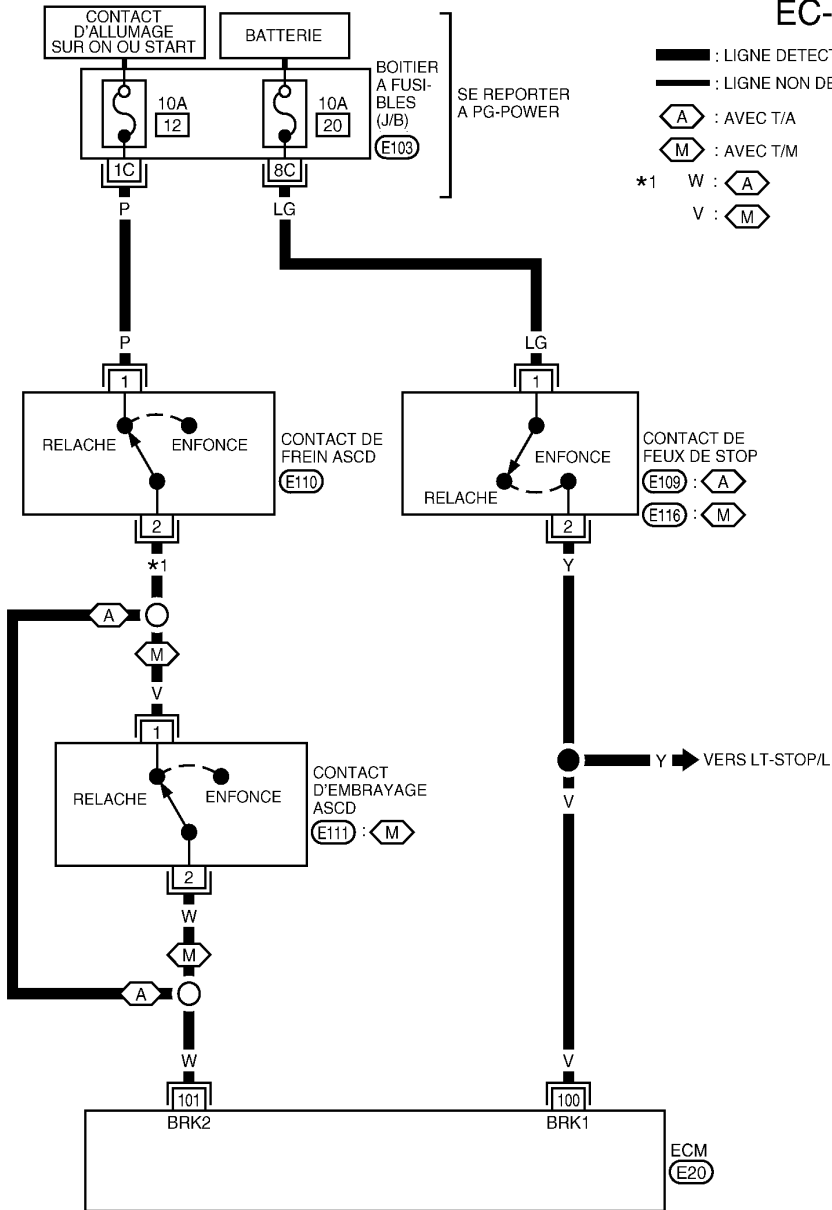 EC-
CONTACT
D'ALLUMAGE
SUR ON OU START
BATTERIE
: LIGNE DETECT
: LIGNE NON DE
A : AVEC T/A
M : AVEC T/M
*1 W : A
V : M
10A
12
10A
20
BOITIER
A FUSI-
BLES
(J/B)
E103
SE REPORTER
A PG-POWER
1C
8C
P
LG
P
LG
1
1
RELACHE
ENFONCE
CONTACT DE
FREIN ASCD
E110
ENFONCE
RELACHE
CONTACT DE
FEUX DE STOP
E109 : A
E116 : M
2
2
*1
Y
A
M
V
1
RELACHE
ENFONCE
CONTACT
D'EMBRAYAGE
ASCD
E111 : M
Y
VERS LT-STOP/L
V
2
W
M
A
W
V
101
100
BRK2
BRK1
ECM
E20